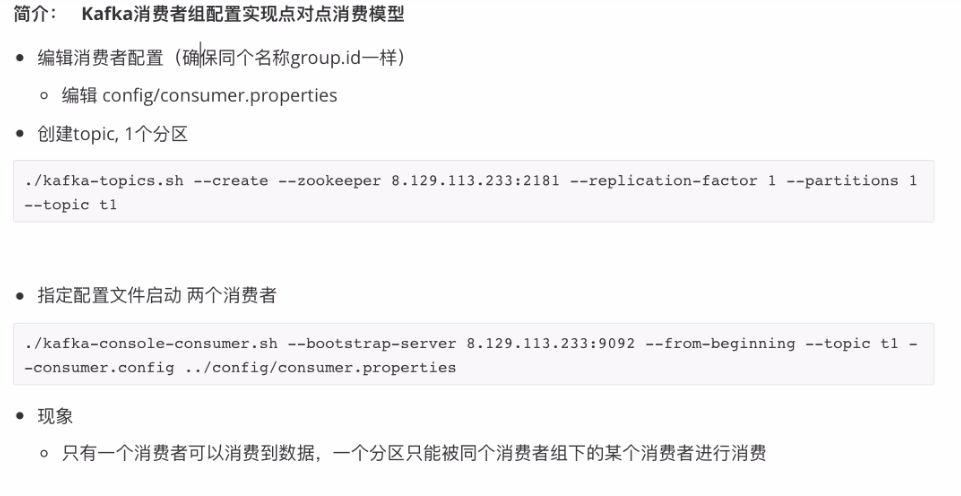 简介： Kafka消费者组配置实现点对点消费模型
编辑消费者配置（确保同个名称group.id一样）
编辑 config/consumer.properties
创建topic, 1个分区
./kafka-topics.sh --create --zookeeper 8.129.113.233:2181 --replication-factor 1 --partitions 1
--topic t1
指定配置文件启动 两个消费者
./kafka-console-consumer.sh --bootstrap-server 8.129.113.233:9092 --from-beginning --topic t1 -
-consumer.config ../config/consumer.properties
现象
只有一个消费者可以消费到数据，一个分区只能被同个消费者组下的某个消费者进行消费